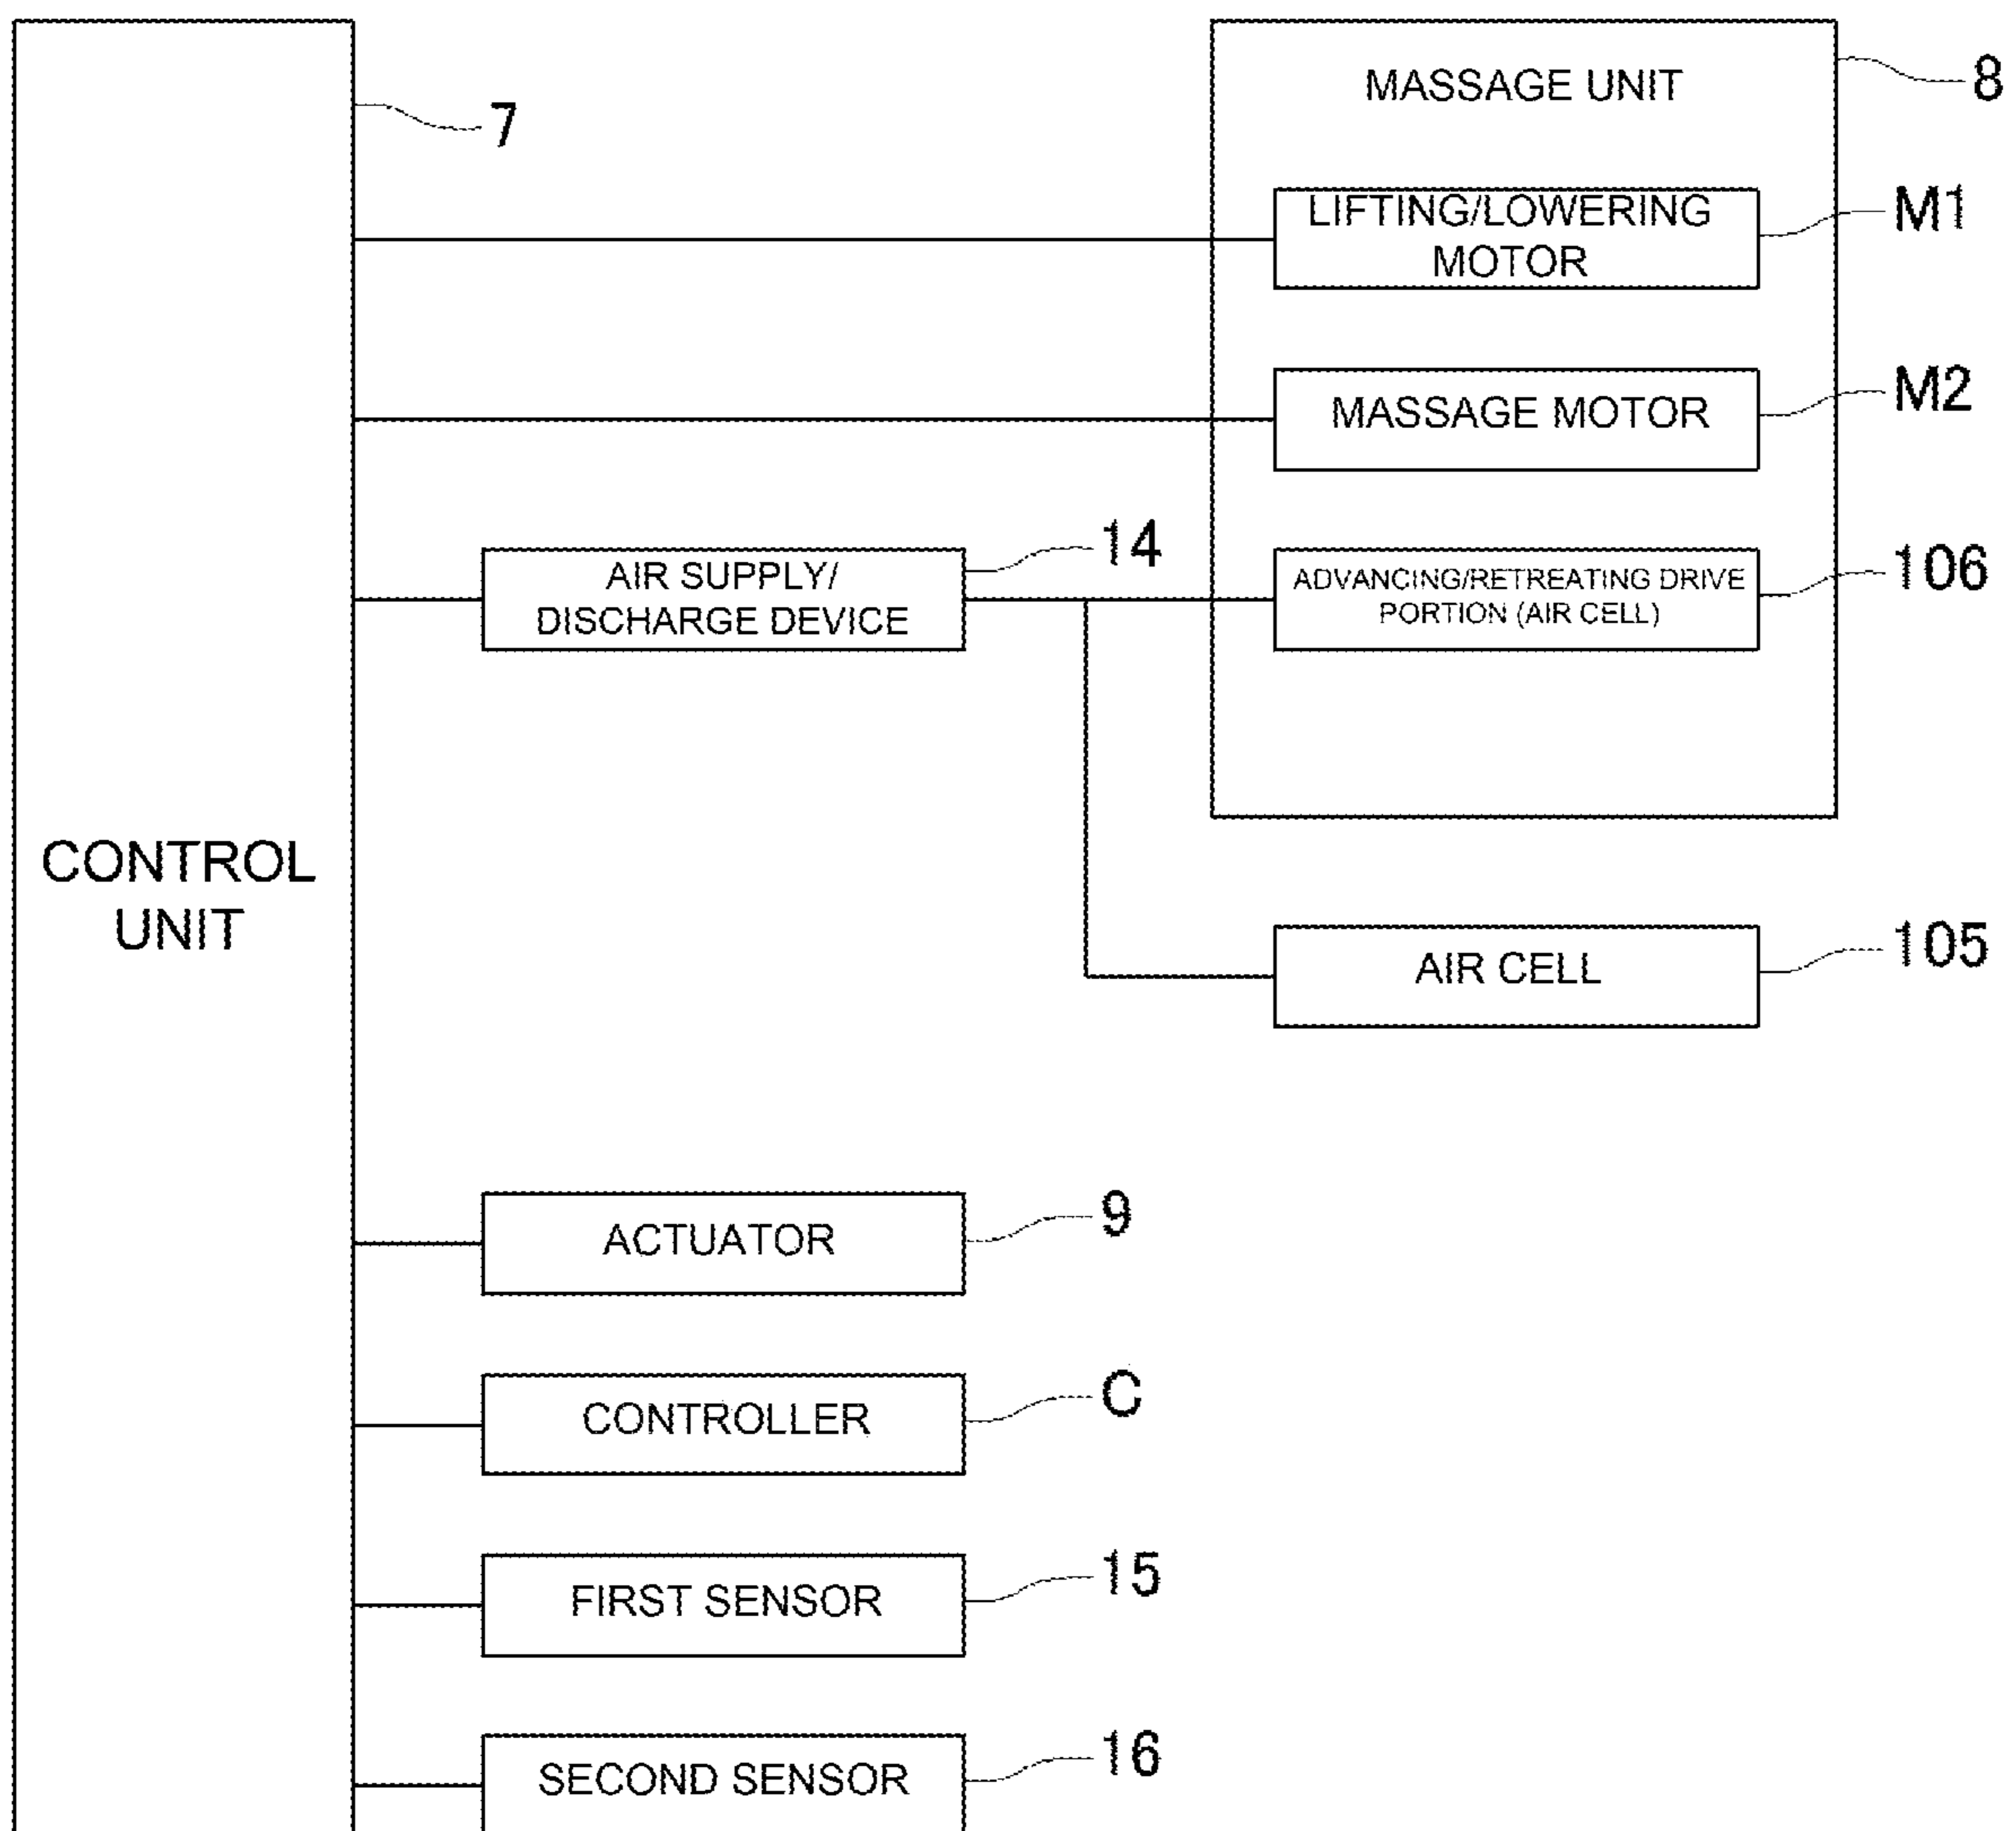 MASSAGE UNIT
8
7
LIFTING/LOWERING
MOTOR
M1
MASSAGE MOTOR
M2
AIR SUPPLY/
DISCHARGE DEVICE
14
ADVANCING/RETREATING DRIVE
PORTION (AIR CELL)
106
CONTROL
UNIT
AIR CELL
105
ACTUATOR
9
CONTROLLER
C
FIRST SENSOR
15
SECOND SENSOR
16